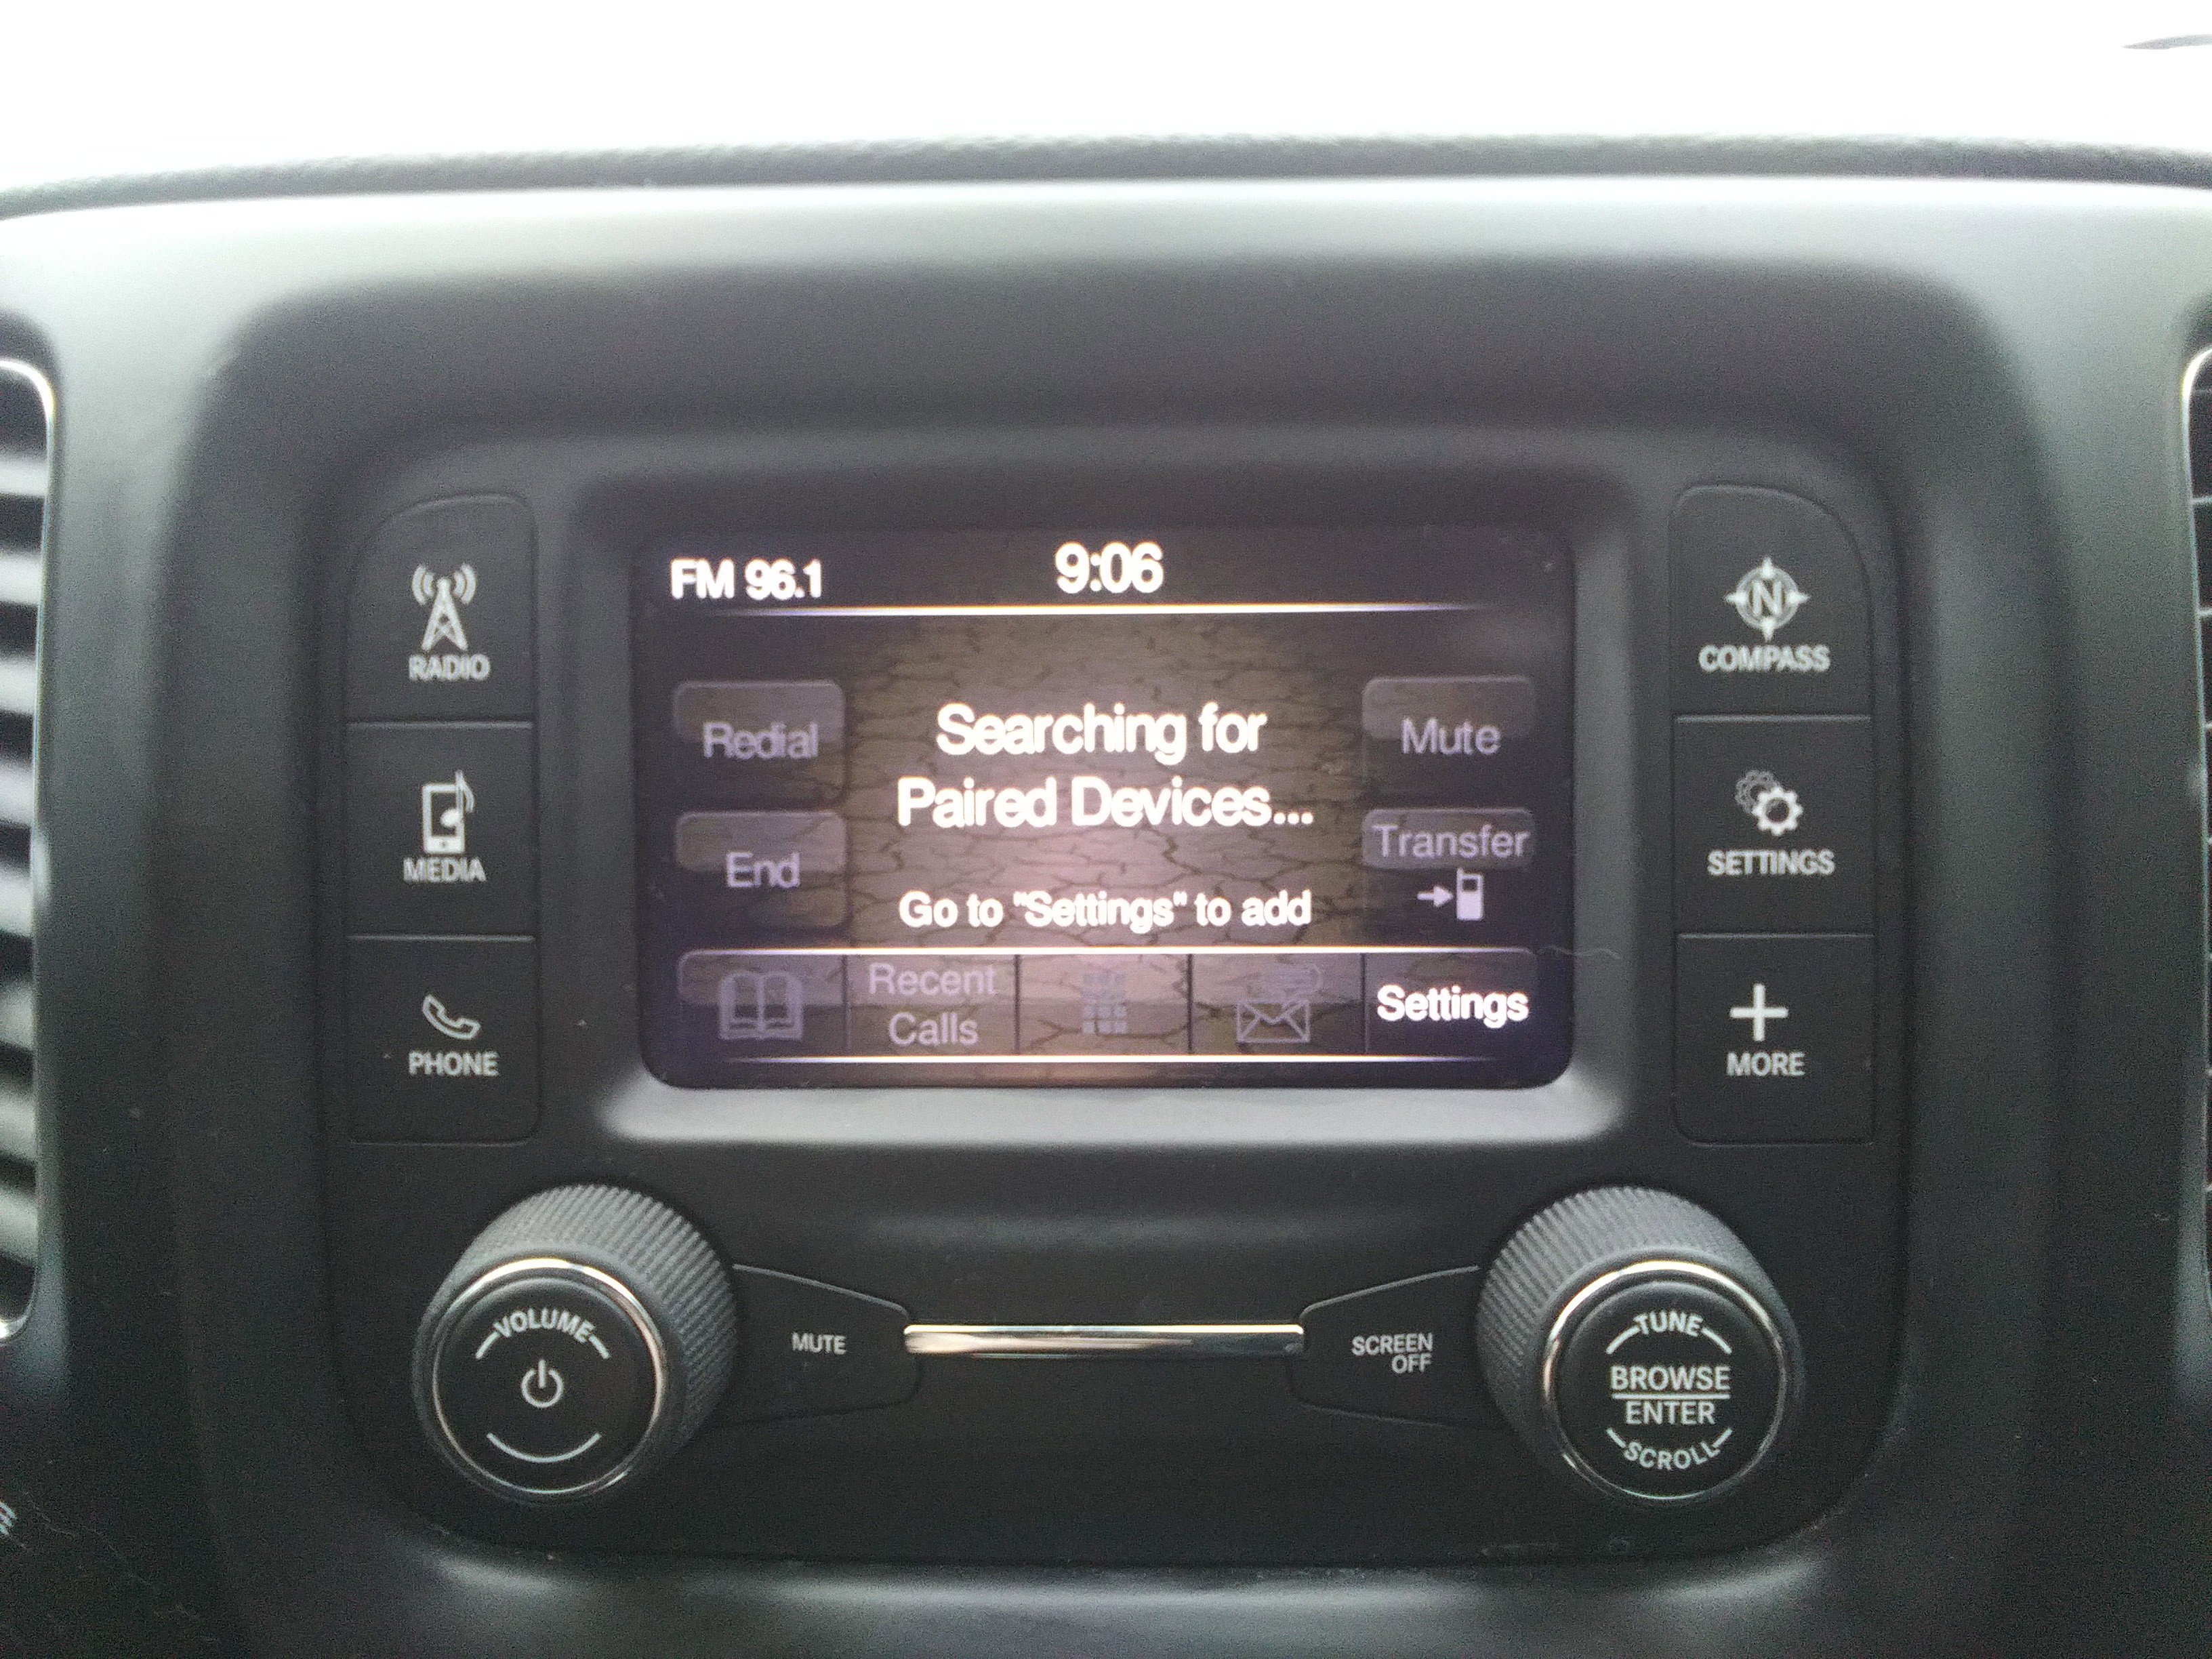 FM 96.1
9:06
RADIO
MEDIA
PHONE
Redial
End
Searching for
Paired Devices...
Go to "Settings" to add
Mute
Transfer
Recent
Calls
Settings
COMPASS
N
SETTINGS
MORE
VOLUME
MUTE
SCREEN
OFF
TUNE
BROWSE
ENTER
SCROLL